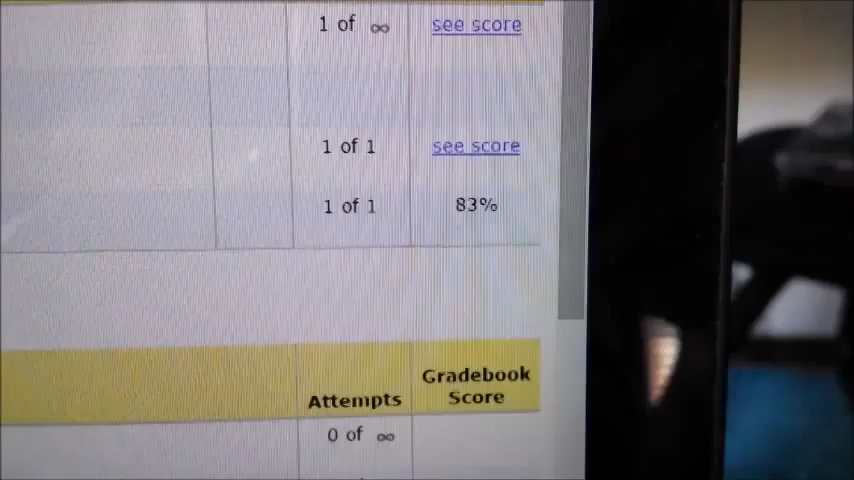 1 of ∞ see score
1 of 1 see score
1 of 1 83%
Attempts Gradebook Score
0 of ∞